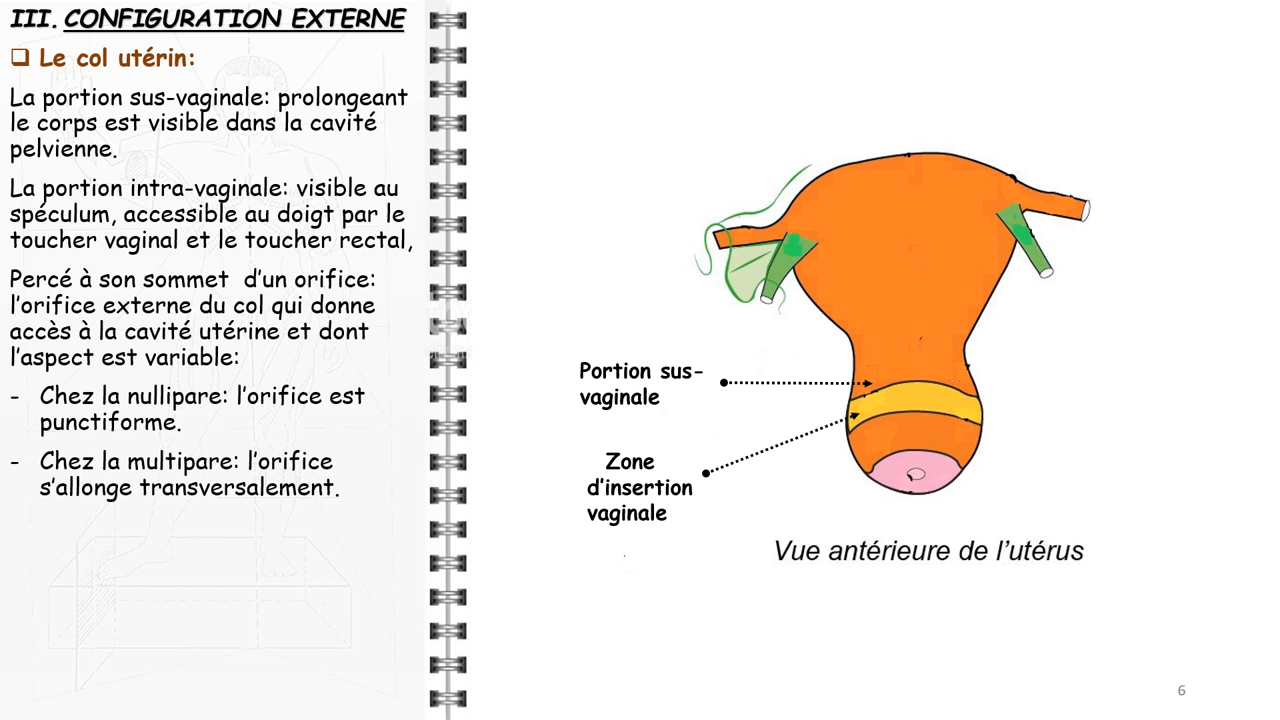 III. CONFIGURATION EXTERNE
❑ Le col utérin:
La portion sus-vaginale: prolongeant
le corps est visible dans la cavité
pelvienne.
La portion intra-vaginale: visible au
spéculum, accessible au doigt par le
toucher vaginal et le toucher rectal,
Percé à son sommet d’un orifice:
l’orifice externe du col qui donne
accès à la cavité utérine et dont
l’aspect est variable:
- Chez la nullipare: l’orifice est
punctiforme.
- Chez la multipare: l’orifice
s’allonge transversalement.
Portion sus-
vaginale
Zone
d’insertion
vaginale
Vue antérieure de l’utérus
6